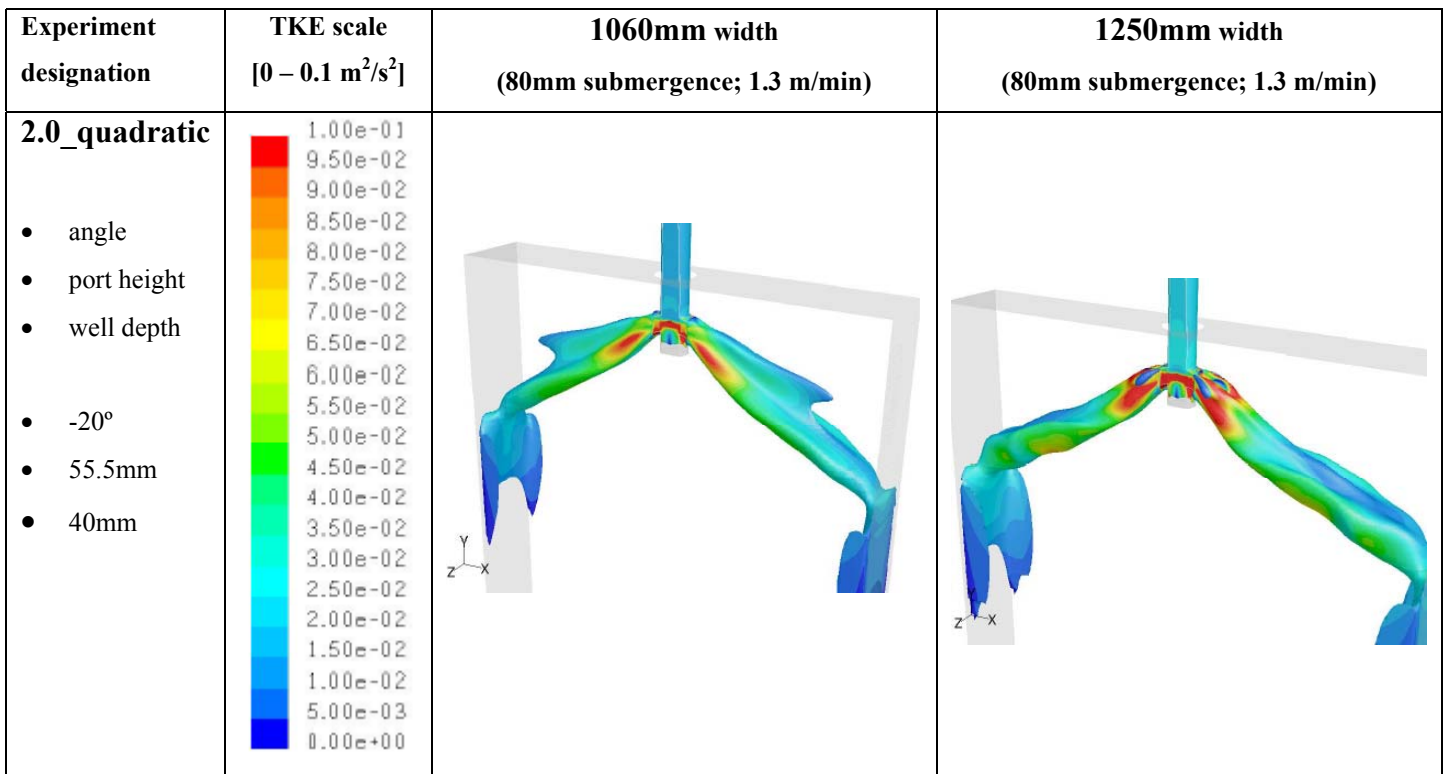 Experiment designation
TKE scale
[0 – 0.1 m²/s²]
1060mm width
(80mm submergence; 1.3 m/min)
1250mm width
(80mm submergence; 1.3 m/min)
2.0_quadratic
• angle
• port height
• well depth
• -20º
• 55.5mm
• 40mm
1.00e-01
9.50e-02
9.00e-02
8.50e-02
8.00e-02
7.50e-02
7.00e-02
6.50e-02
6.00e-02
5.50e-02
5.00e-02
4.50e-02
4.00e-02
3.50e-02
3.00e-02
2.50e-02
2.00e-02
1.50e-02
1.00e-02
5.00e-03
0.00e+00
Y
Z X
Y
Z X